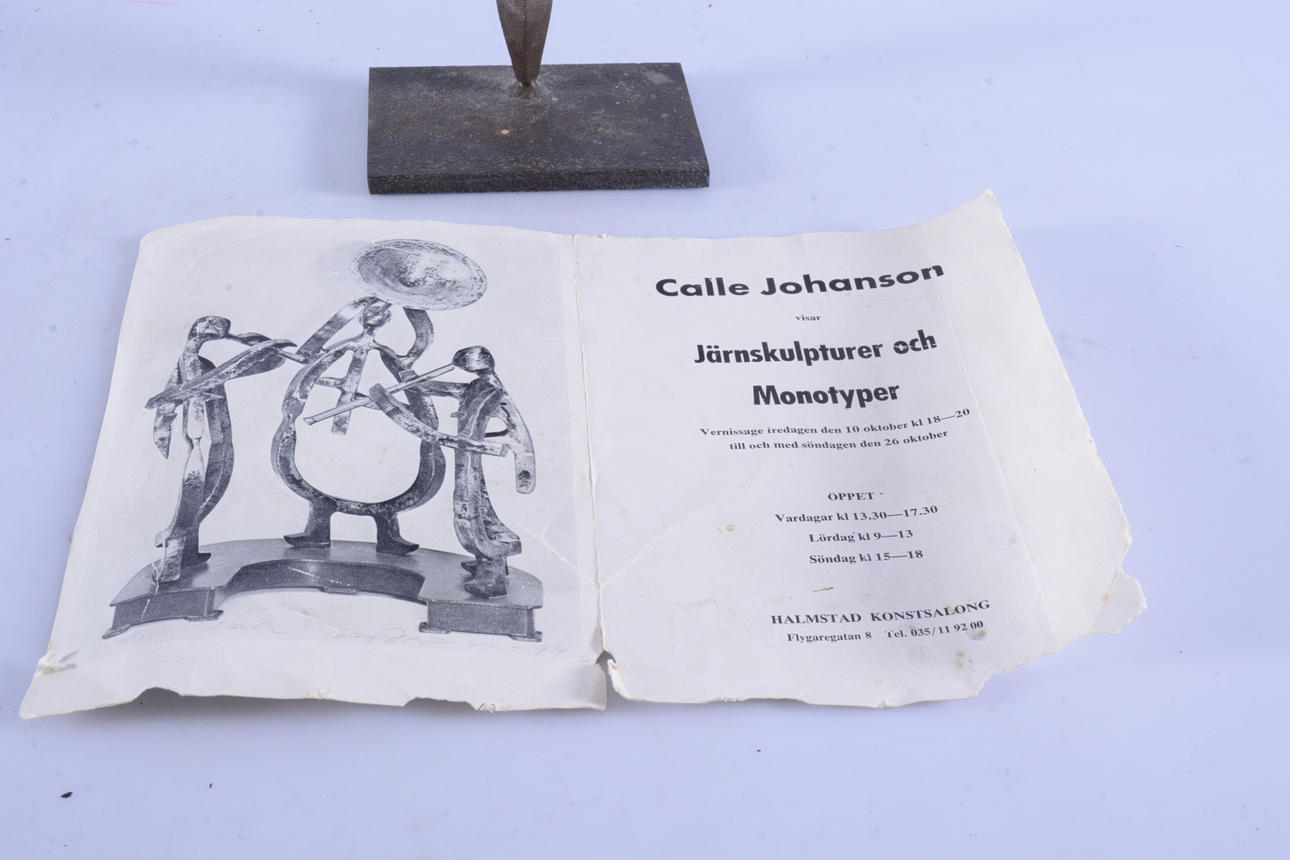 Calle Johanson
visar
Järnskulpturer och
Monotyper
Vernissage fredagen den 10 oktober kl 18—20
till och med söndagen den 26 oktober
ÖPPET
Vardagar kl 13.30—17.30
Lördag kl 9—13
Söndag kl 15—18
HALMSTAD KONSTSALONG
Flygaregatan 8 Tel. 035/11 92 00